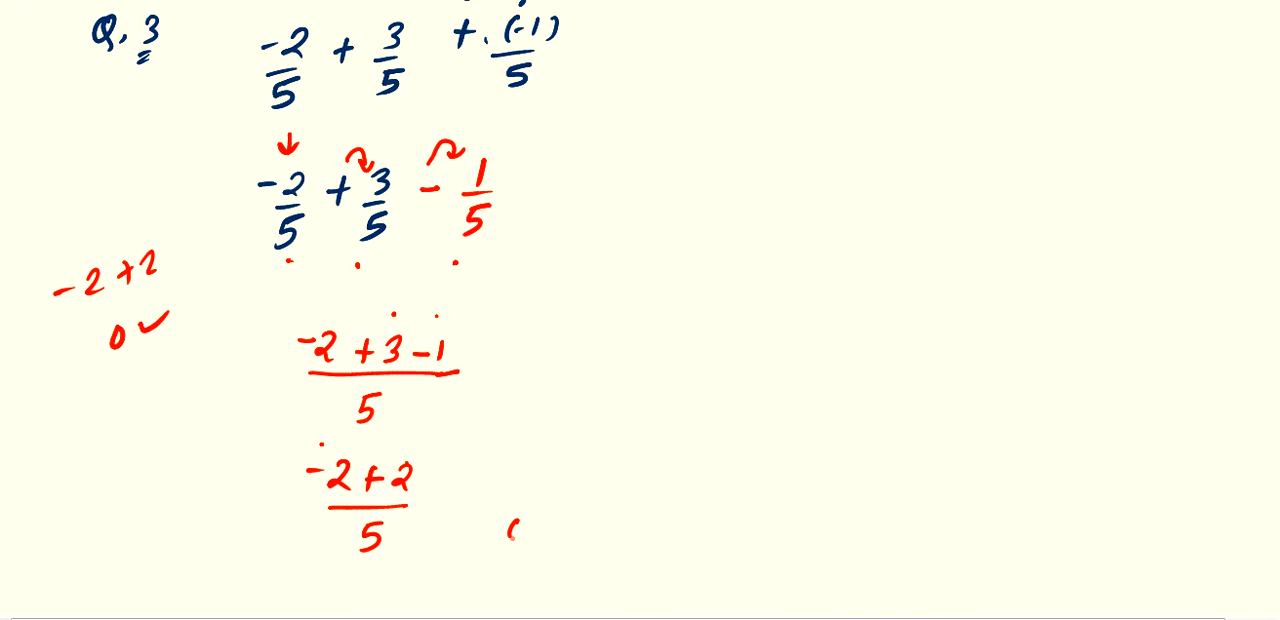 Q. 3   -2/5 + 3/5 + (-1)/5
-2/5 + 3/5 - 1/5
-2 + 2
0 ✓
-2 + 3 - 1
5
-2 + 2
5
(